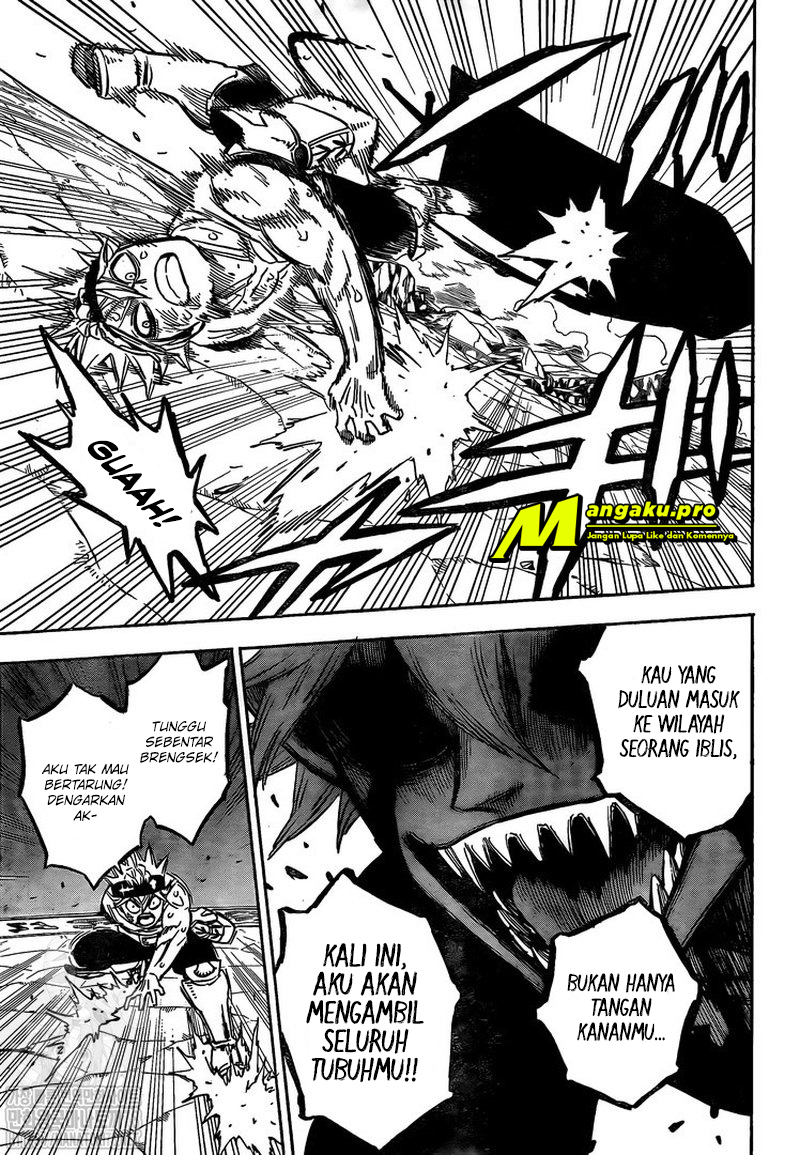 GUAAH!
Mangaku.pro
Jangan Lupa Like dan Komennya
KAU YANG
DULUAN MASUK
KE WILAYAH
SEORANG IBLIS,
BUKAN HANYA
TANGAN
KANANMU...
KALI INI,
AKU AKAN
MENGAMBIL
SELURUH
TUBUHMU!!
TUNGGU
SEBENTAR
BRENGSEK!
AKU TAK MAU
BERTARUNG!
DENGARKAN
AK-